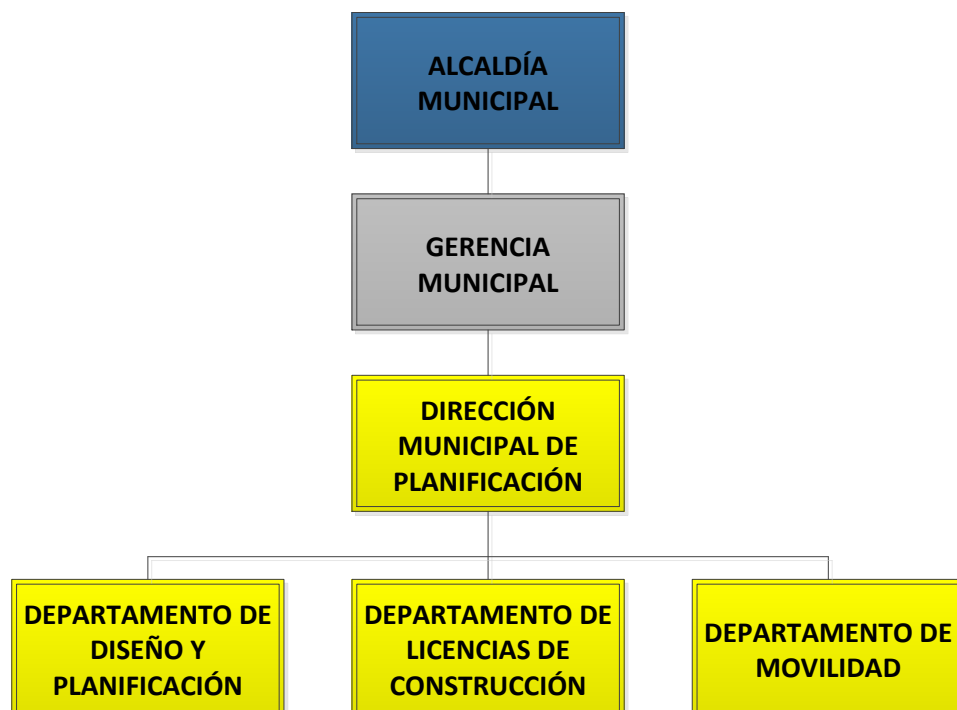 ALCALDÍA
MUNICIPAL
GERENCIA
MUNICIPAL
DIRECCIÓN
MUNICIPAL DE
PLANIFICACIÓN
DEPARTAMENTO DE
DISEÑO Y
PLANIFICACIÓN
DEPARTAMENTO DE
LICENCIAS DE
CONSTRUCCIÓN
DEPARTAMENTO DE
MOVILIDAD